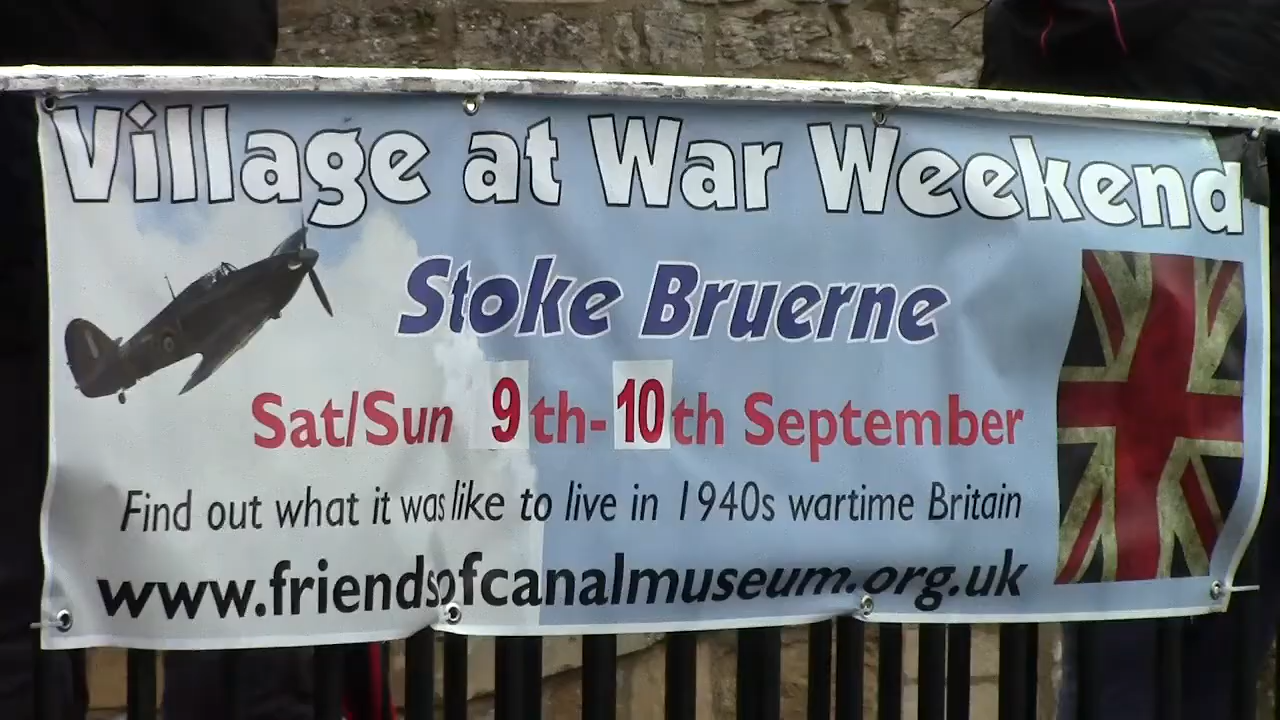 Village at War Weekend
Stoke Bruerne
Sat/Sun 9th-10th September
Find out what it was like to live in 1940s wartime Britain
www.friendsofcanalmuseum.org.uk